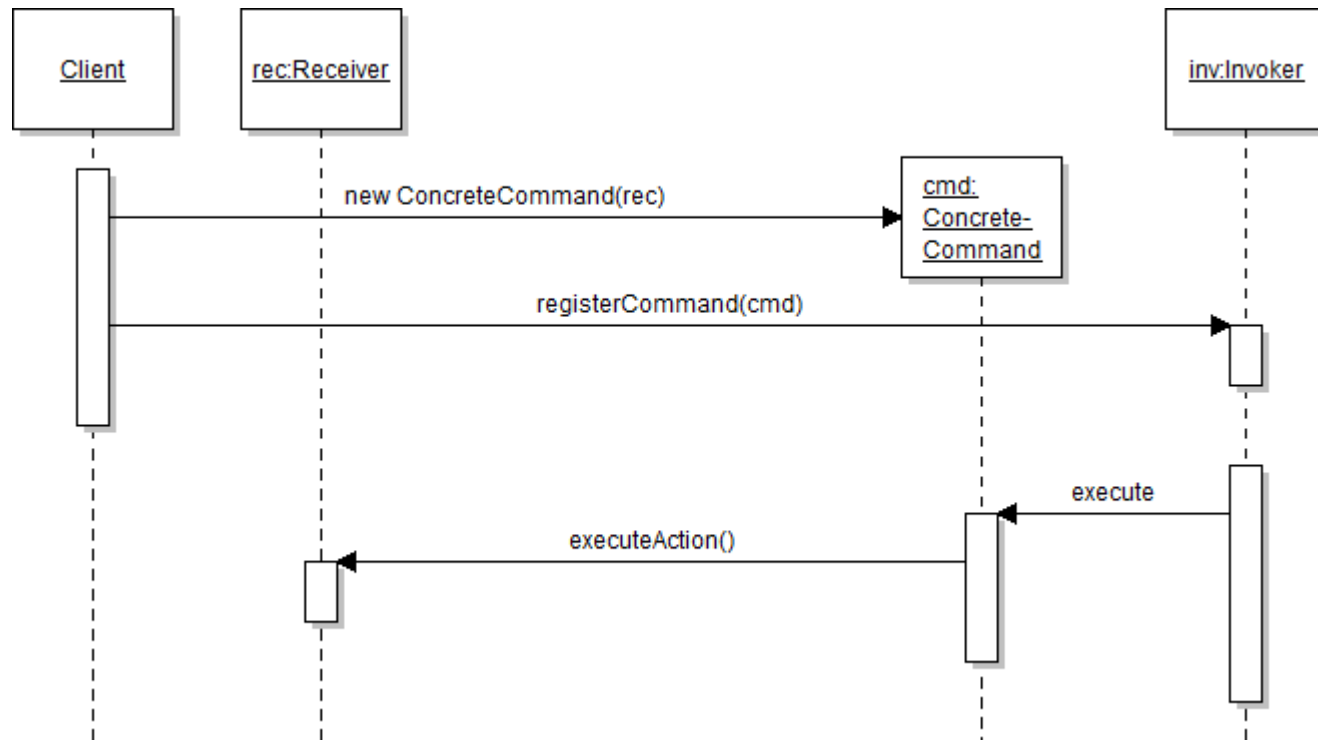 Client
rec:Receiver
inv:Invoker
cmd:
Concrete-
Command
new ConcreteCommand(rec)
registerCommand(cmd)
execute
executeAction()